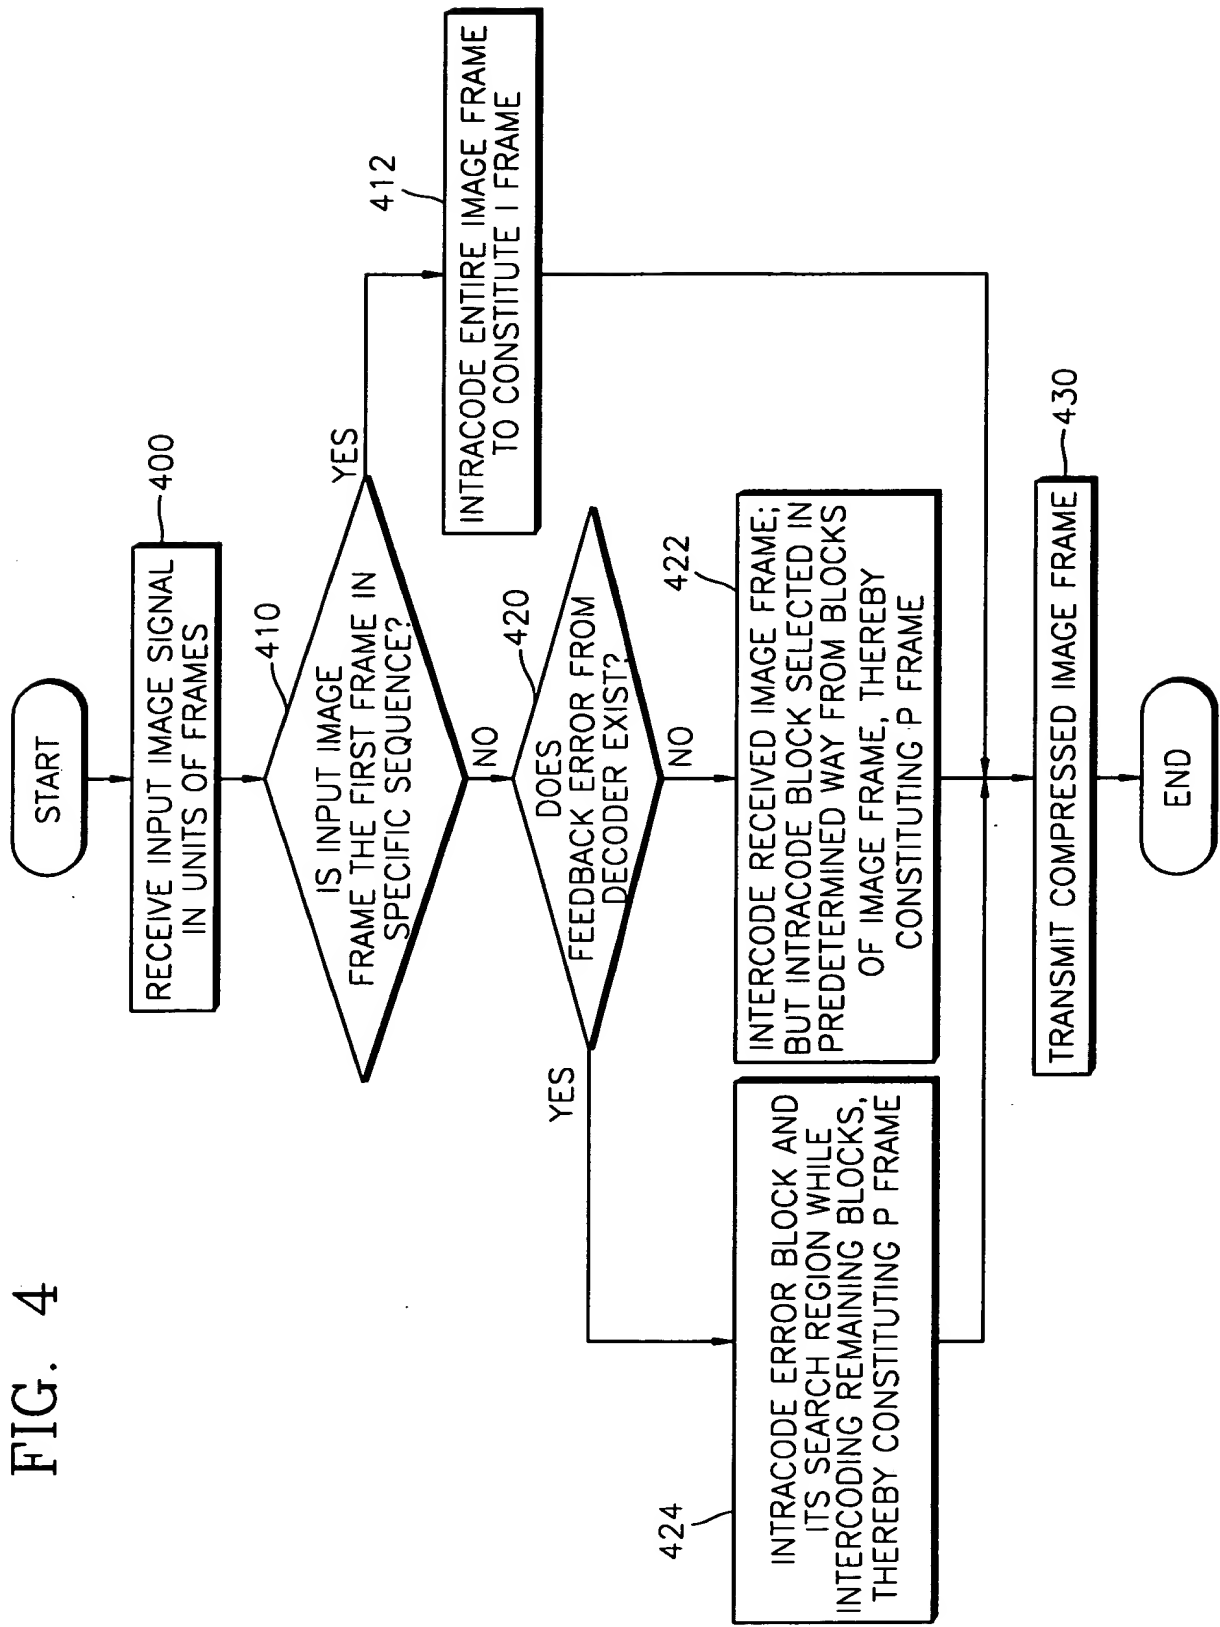 FIG. 4
START
RECEIVE INPUT IMAGE SIGNAL
IN UNITS OF FRAMES
400
IS INPUT IMAGE
FRAME THE FIRST FRAME IN
SPECIFIC SEQUENCE?
410
YES
NO
INTRACODE ENTIRE IMAGE FRAME
TO CONSTITUTE I FRAME
412
DOES
FEEDBACK ERROR FROM
DECODER EXIST?
420
YES
NO
INTRACODE ERROR BLOCK AND
ITS SEARCH REGION WHILE
INTERCODING REMAINING BLOCKS,
THEREBY CONSTITUTING P FRAME
424
INTERCODE RECEIVED IMAGE FRAME;
BUT INTRACODE BLOCK SELECTED IN
PREDETERMINED WAY FROM BLOCKS
OF IMAGE FRAME, THEREBY
CONSTITUTING P FRAME
422
TRANSMIT COMPRESSED IMAGE FRAME
430
END